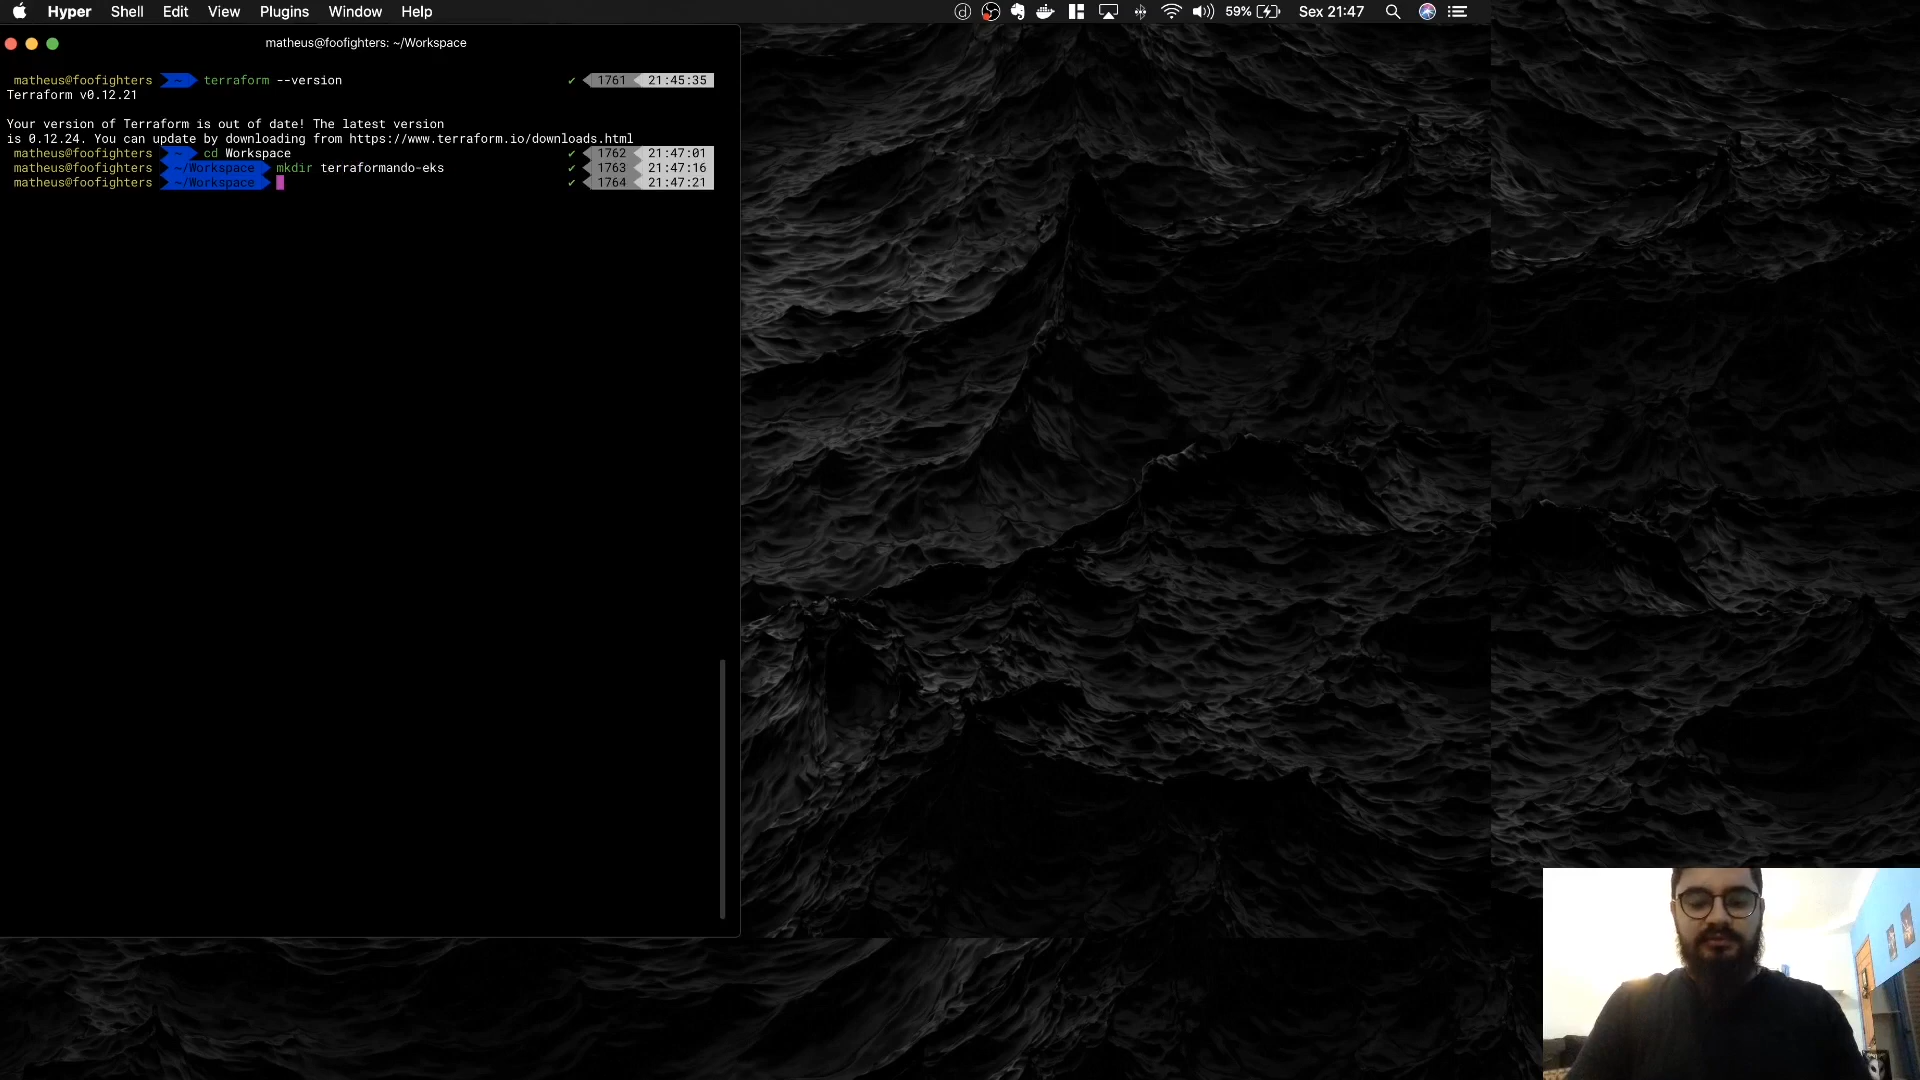 Hyper Shell Edit View Plugins Window Help 59% Sex 21:47
matheus@foofighters: ~/Workspace
matheus@foofighters ~ terraform --version ✔ 1761 21:45:35
Terraform v0.12.21
Your version of Terraform is out of date! The latest version
is 0.12.24. You can update by downloading from https://www.terraform.io/downloads.html
matheus@foofighters ~ cd Workspace ✔ 1762 21:47:01
matheus@foofighters ~/Workspace mkdir terraformando-eks ✔ 1763 21:47:16
matheus@foofighters ~/Workspace ✔ 1764 21:47:21